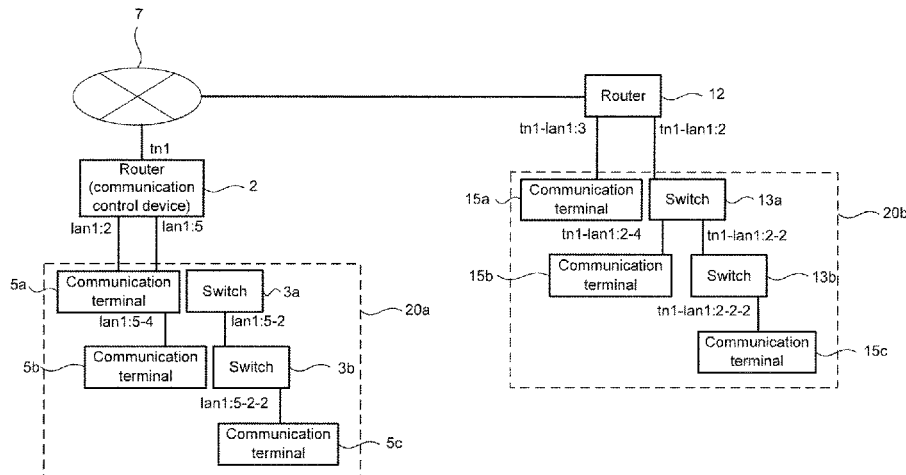 7
Router
12
tn1-lan1:3
tn1-lan1:2
tn1
Router
(communication
control device)
2
lan1:2
lan1:5
15a
Communication
terminal
Switch
13a
20b
tn1-lan1:2-4
tn1-lan1:2-2
15b
Communication
terminal
Switch
13b
tn1-lan1:2-2-2
Communication
terminal
15c
5a
Communication
terminal
Switch
3a
20a
lan1:5-4
lan1:5-2
5b
Communication
terminal
Switch
3b
lan1:5-2-2
Communication
terminal
5c